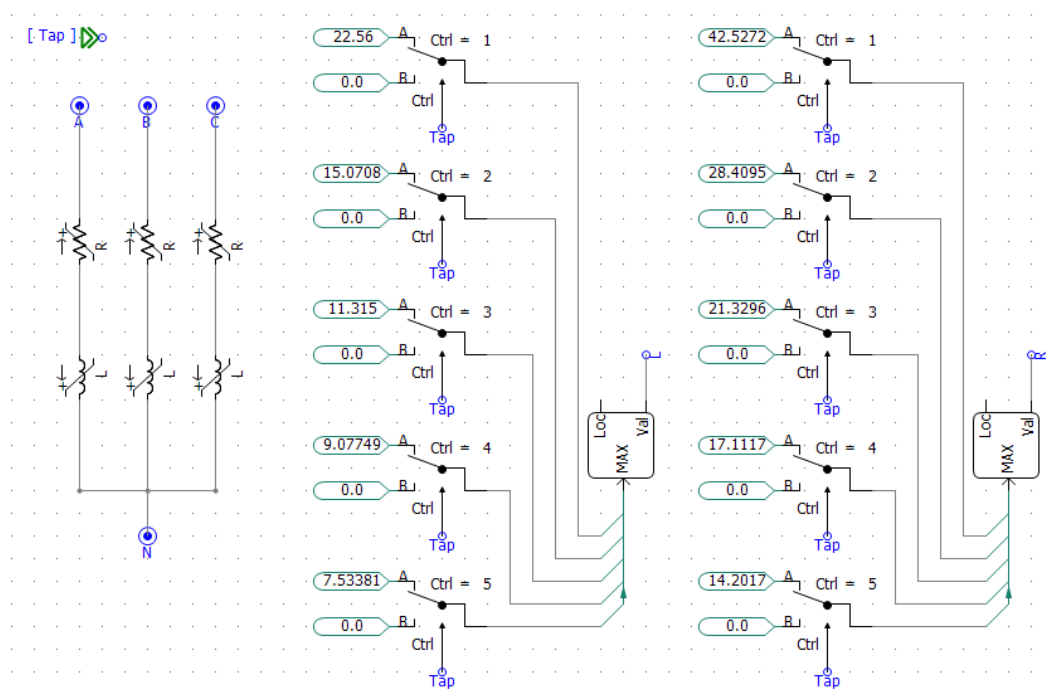 [ Tap ]
A
B
C
R
R
R
L
L
L
N
22.56
A
Ctrl = 1
0.0
B
Ctrl
Tap
15.0708
A
Ctrl = 2
0.0
B
Ctrl
Tap
11.315
A
Ctrl = 3
0.0
B
Ctrl
Tap
9.07749
A
Ctrl = 4
0.0
B
Ctrl
Tap
7.53381
A
Ctrl = 5
0.0
B
Ctrl
Tap
L
Loc
Val
MAX
42.5272
A
Ctrl = 1
0.0
B
Ctrl
Tap
28.4095
A
Ctrl = 2
0.0
B
Ctrl
Tap
21.3296
A
Ctrl = 3
0.0
B
Ctrl
Tap
17.1117
A
Ctrl = 4
0.0
B
Ctrl
Tap
14.2017
A
Ctrl = 5
0.0
B
Ctrl
Tap
R
Loc
Val
MAX